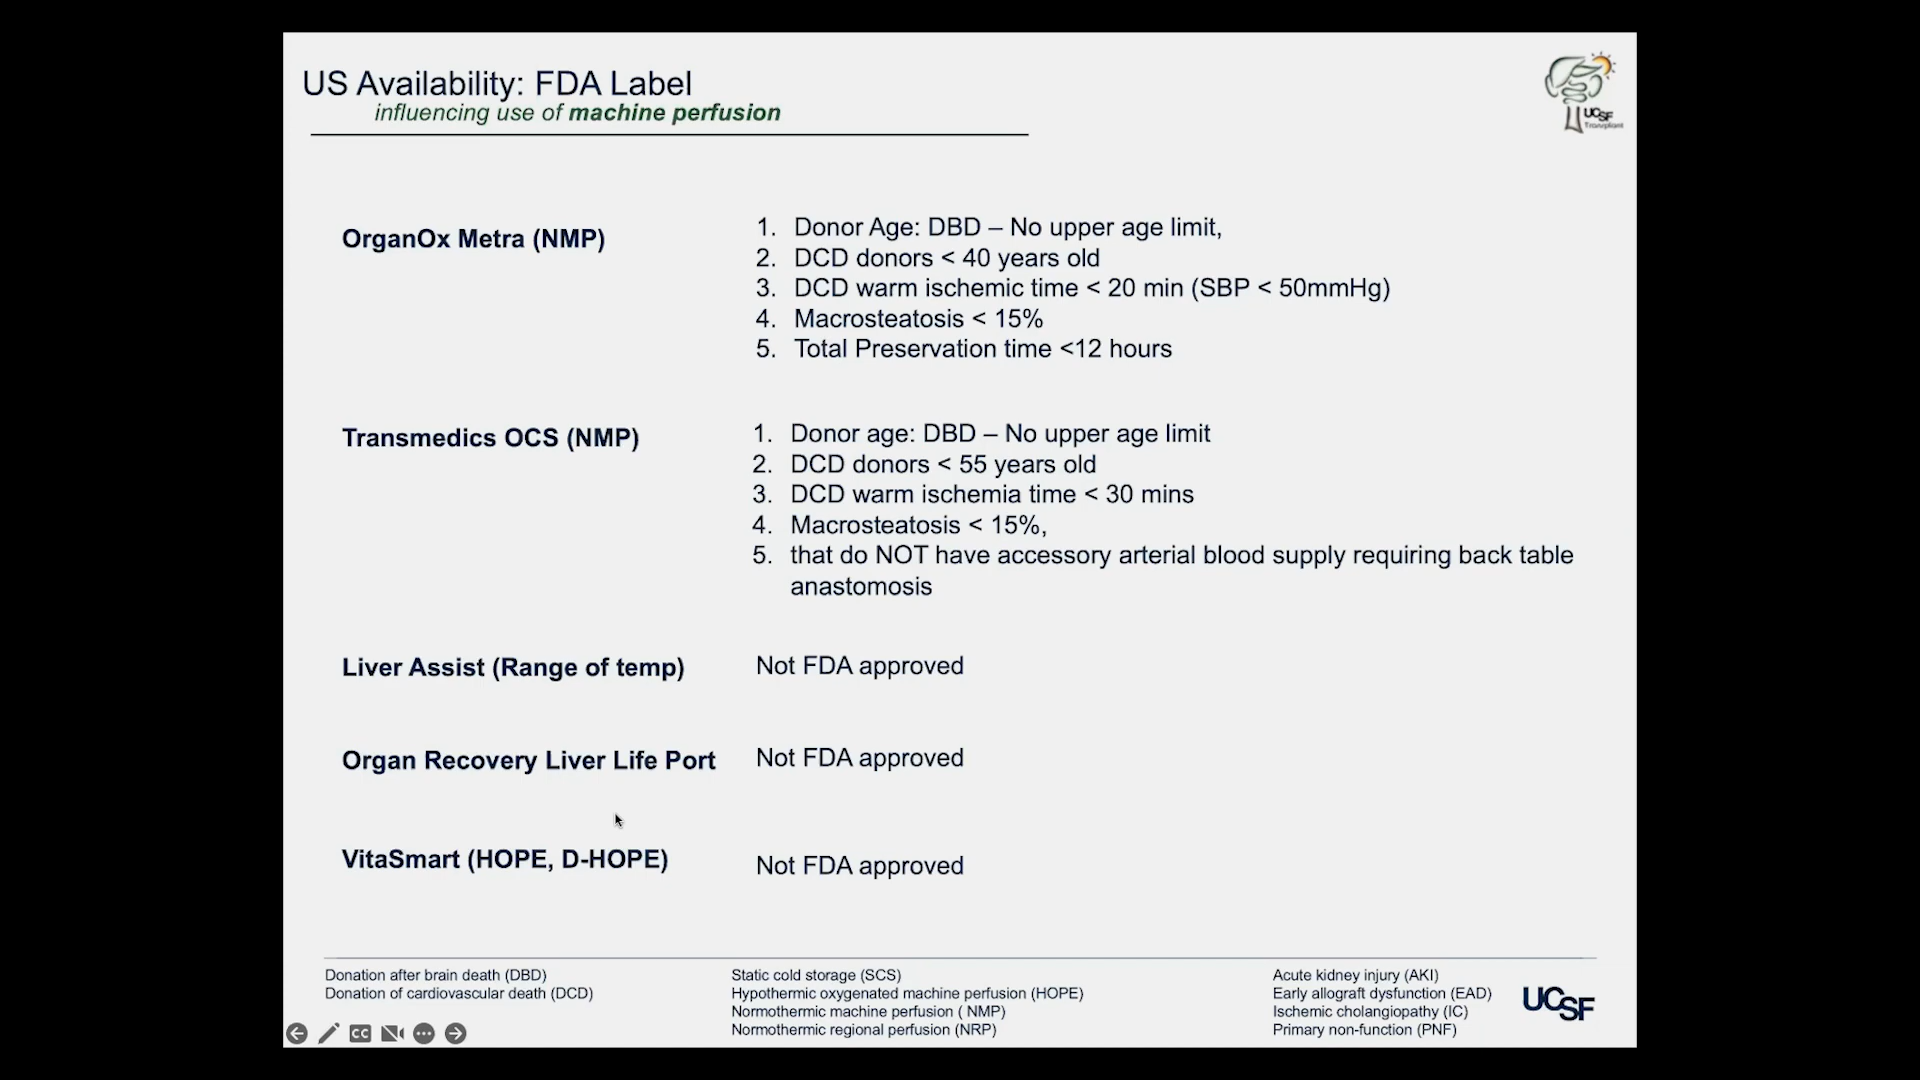 US Availability: FDA Label
influencing use of machine perfusion
UCSF
Transplant
OrganOx Metra (NMP)
1. Donor Age: DBD – No upper age limit,
2. DCD donors < 40 years old
3. DCD warm ischemic time < 20 min (SBP < 50mmHg)
4. Macrosteatosis < 15%
5. Total Preservation time <12 hours
Transmedics OCS (NMP)
1. Donor age: DBD – No upper age limit
2. DCD donors < 55 years old
3. DCD warm ischemia time < 30 mins
4. Macrosteatosis < 15%,
5. that do NOT have accessory arterial blood supply requiring back table
anastomosis
Liver Assist (Range of temp)
Not FDA approved
Organ Recovery Liver Life Port
Not FDA approved
VitaSmart (HOPE, D-HOPE)
Not FDA approved
Donation after brain death (DBD)
Donation of cardiovascular death (DCD)
Static cold storage (SCS)
Hypothermic oxygenated machine perfusion (HOPE)
Normothermic machine perfusion ( NMP)
Normothermic regional perfusion (NRP)
Acute kidney injury (AKI)
Early allograft dysfunction (EAD)
Ischemic cholangiopathy (IC)
Primary non-function (PNF)
UCSF
CC